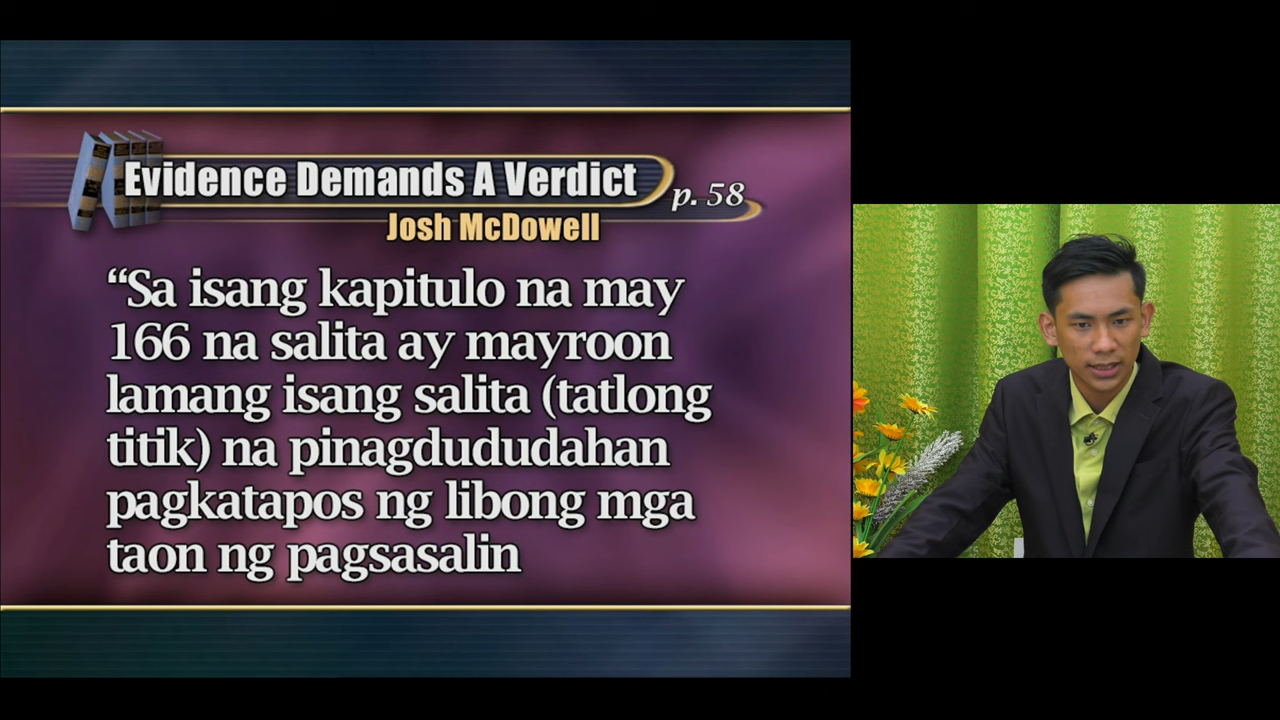 Evidence Demands A Verdict
p. 58
Josh McDowell
“Sa isang kapitulo na may
166 na salita ay mayroon
lamang isang salita (tatlong
titik) na pinagdududahan
pagkatapos ng libong mga
taon ng pagsasalin